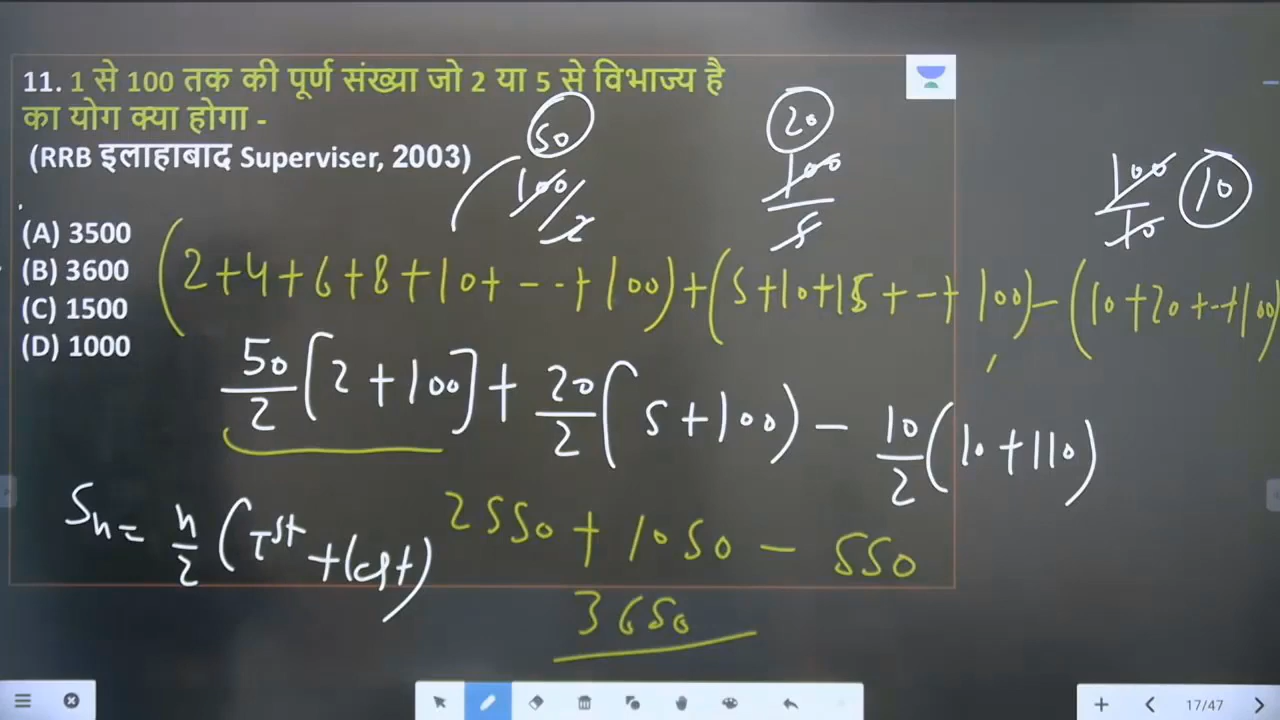 11. 1 से 100 तक की पूर्ण संख्या जो 2 या 5 से विभाज्य है
का योग क्या होगा -
(RRB इलाहाबाद Superviser, 2003)
50
100/2
20
100/5
100/10 10
(A) 3500
(B) 3600
(C) 1500
(D) 1000
(2+4+6+8+10+ --+100)+(5+10+15+-+100)-(10+20+-+100)
50/2 [2+100]+ 20/2 (5+100)- 10/2 (10+110)
Sn= n/2 (Tst+last)
2550 + 1050 - 550
3650
17/47